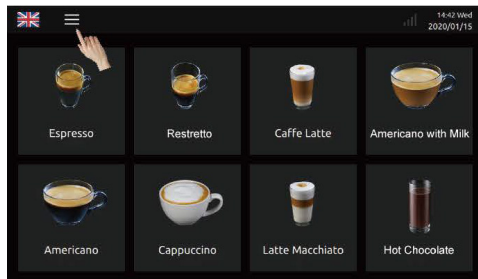 14:42 Wed
2020/01/15
Espresso
Restretto
Caffe Latte
Americano with Milk
Americano
Cappuccino
Latte Macchiato
Hot Chocolate